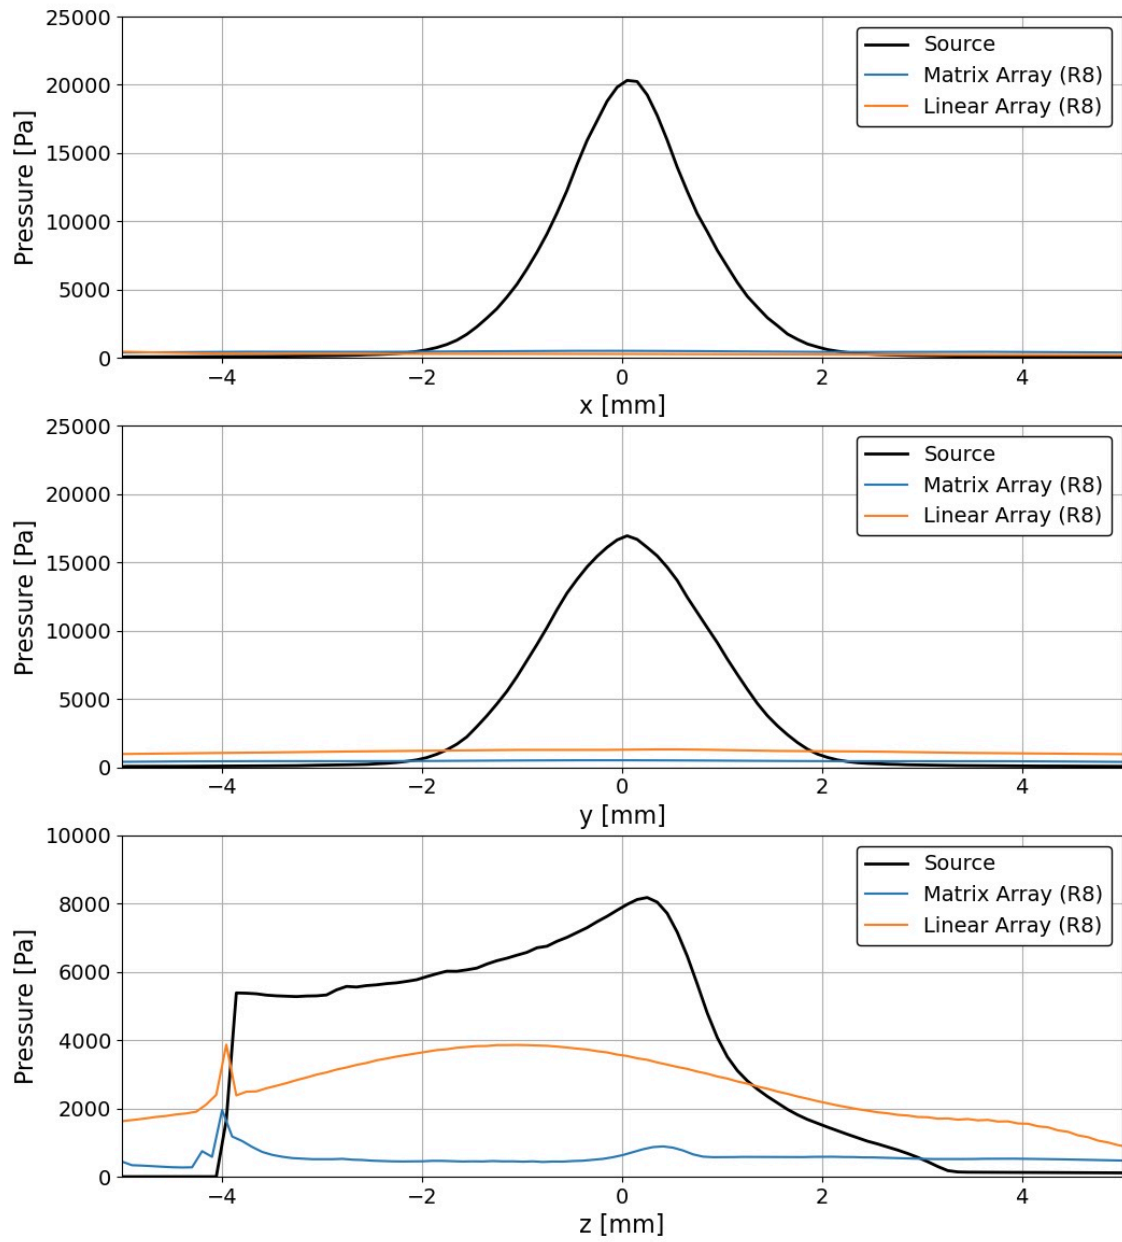 25000
20000
15000
10000
5000
0
Pressure [Pa]
Source
Matrix Array (R8)
Linear Array (R8)
−4
−2
0
2
4
x [mm]
25000
20000
15000
10000
5000
0
Pressure [Pa]
Source
Matrix Array (R8)
Linear Array (R8)
−4
−2
0
2
4
y [mm]
10000
8000
6000
4000
2000
0
Pressure [Pa]
Source
Matrix Array (R8)
Linear Array (R8)
−4
−2
0
2
4
z [mm]